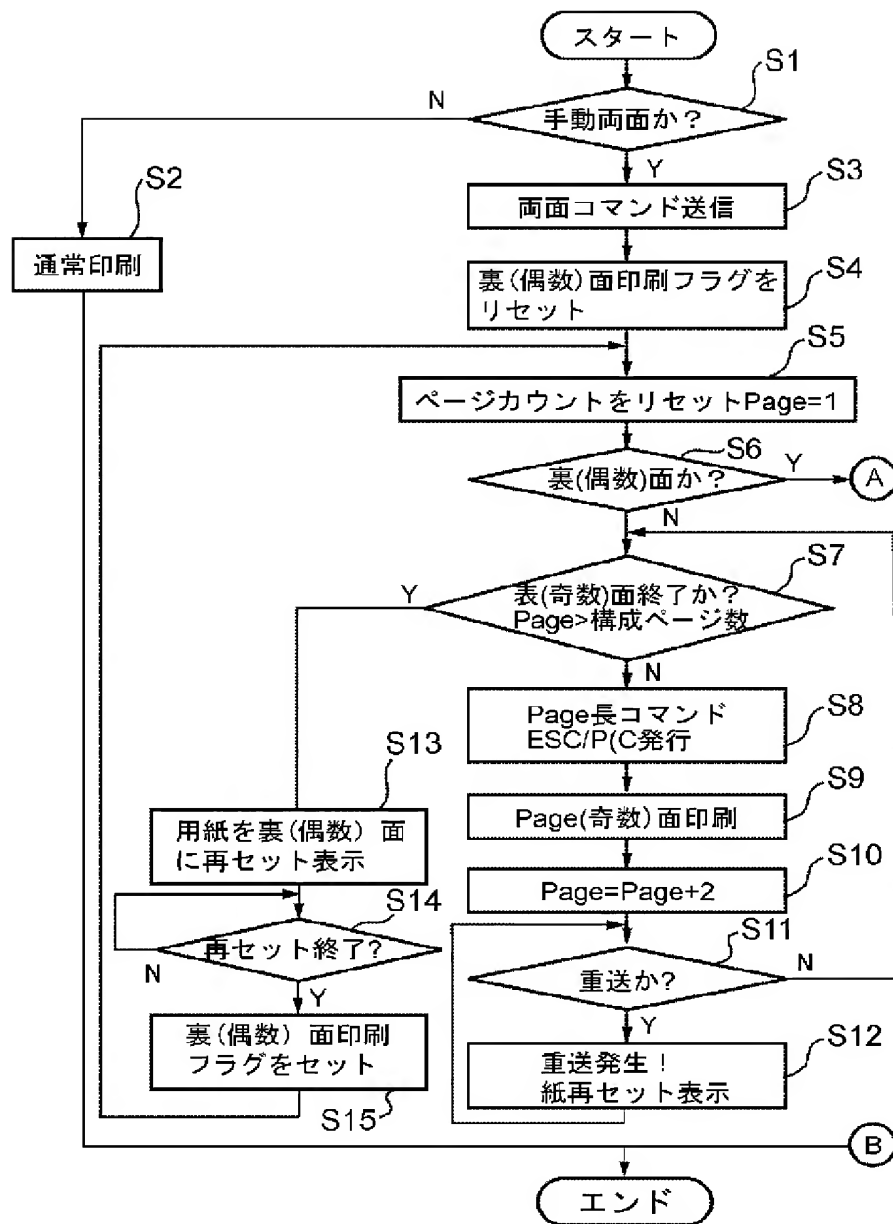 スタート
S1
手動両面か?
N
Y
S2
通常印刷
S3
両面コマンド送信
S4
裏(偶数)面印刷フラグを
リセット
S5
ページカウントをリセットPage=1
S6
裏(偶数)面か?
Y
A
N
S7
表(奇数)面終了か?
Page>構成ページ数
Y
N
S8
Page長コマンド
ESC/P(C発行
S9
Page(奇数)面印刷
S10
Page=Page+2
S11
重送か?
N
Y
S12
重送発生!
紙再セット表示
S13
用紙を裏(偶数) 面
に再セット表示
S14
再セット終了?
N
Y
裏(偶数) 面印刷
フラグをセット
S15
B
エンド